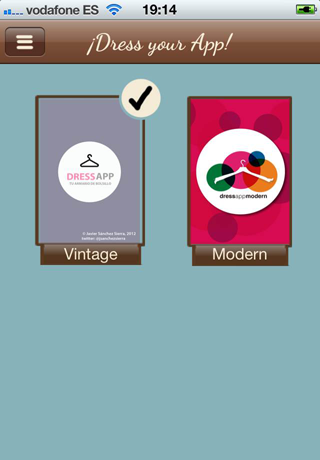 vodafone ES 19:14
¡Dress your App!
DRESSAPP
TU ARMARIO DE BOLSILLO
© Javier Sánchez Sierra, 2013
twitter: @jsanchezsierra
Vintage
dressappmodern
Modern